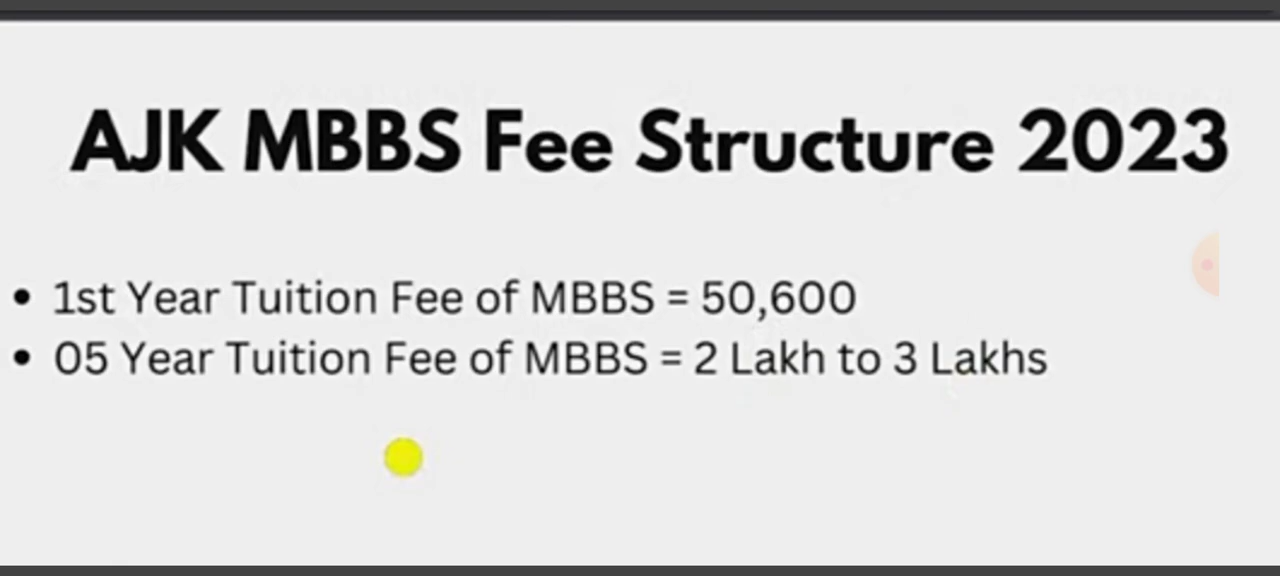 AJK MBBS Fee Structure 2023
• 1st Year Tuition Fee of MBBS = 50,600
• 05 Year Tuition Fee of MBBS = 2 Lakh to 3 Lakhs